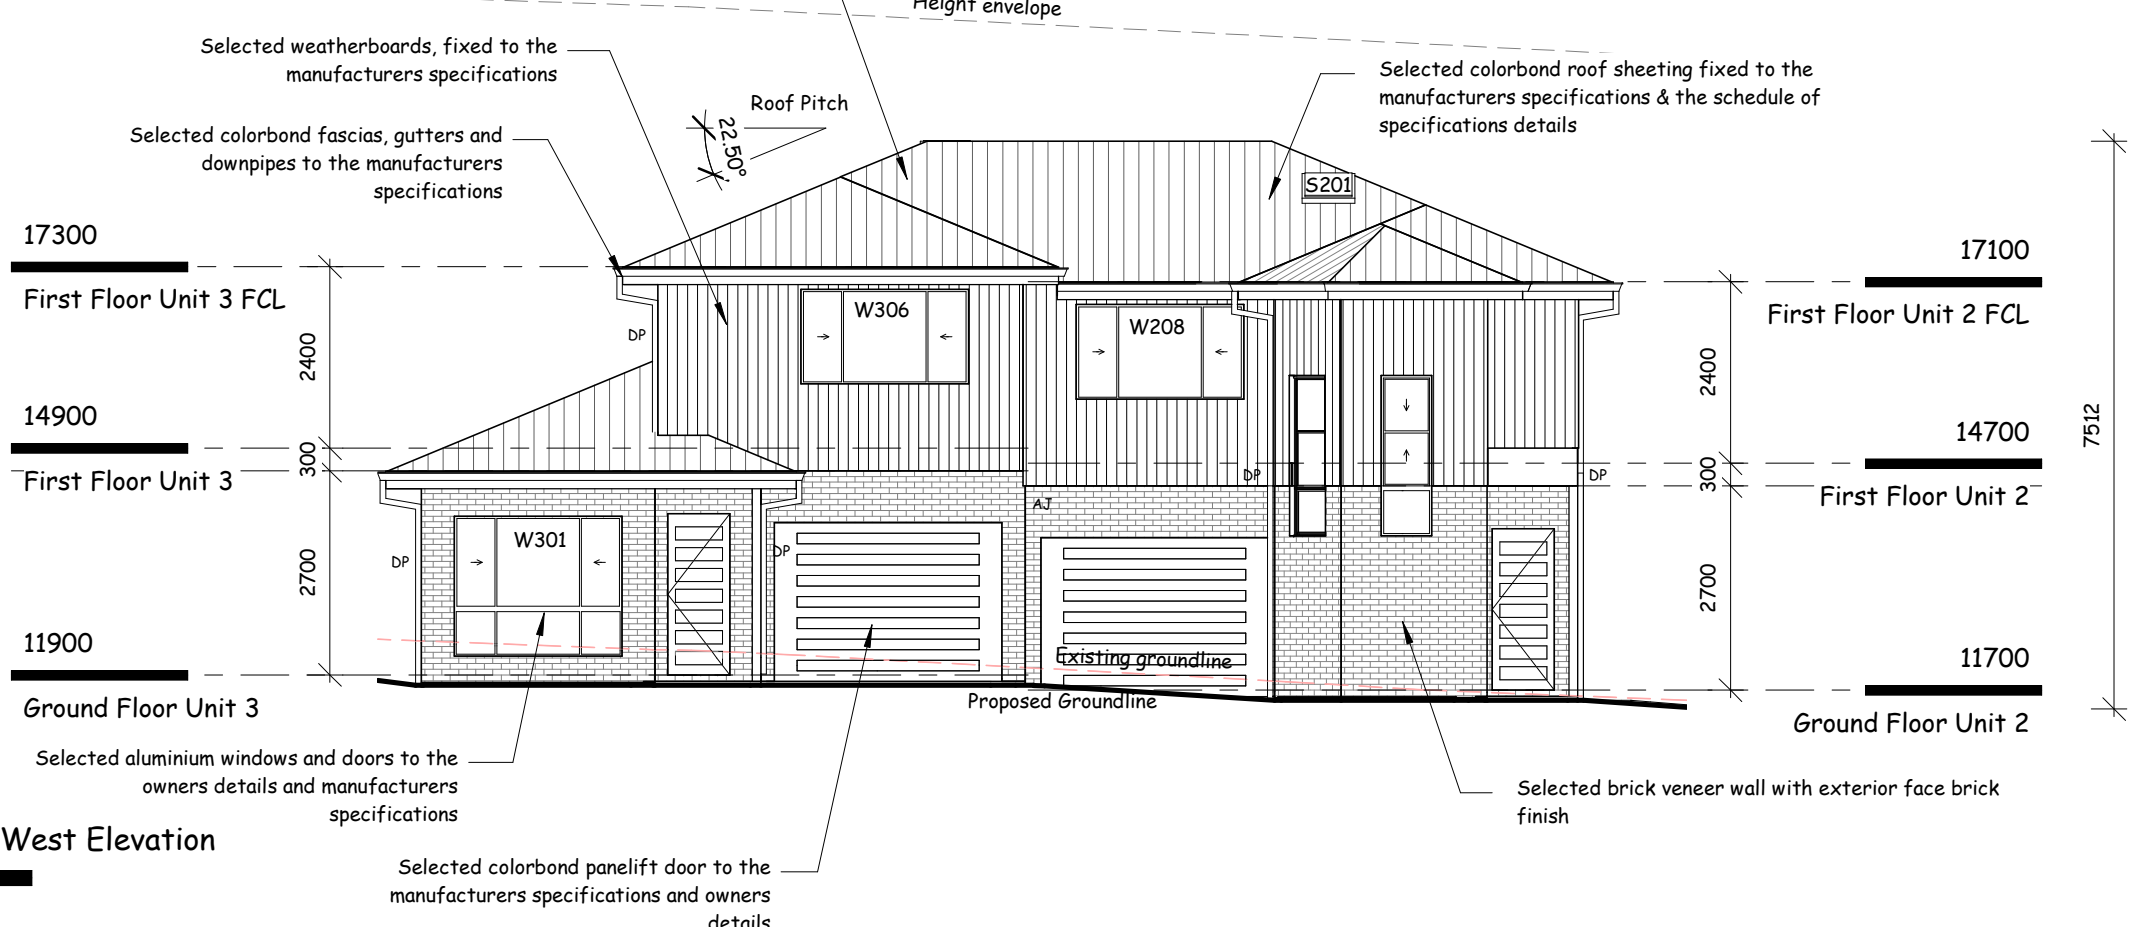 Height envelope
Selected weatherboards, fixed to the
manufacturers specifications
Selected colorbond roof sheeting fixed to the
manufacturers specifications & the schedule of
specifications details
Roof Pitch
22.50°
Selected colorbond fascias, gutters and
downpipes to the manufacturers
specifications
S201
17300
First Floor Unit 3 FCL
17100
First Floor Unit 2 FCL
W306
W208
DP
2400
2400
7512
14900
First Floor Unit 3
14700
First Floor Unit 2
300
300
DP
DP
AJ
W301
DP
DP
2700
2700
11900
Ground Floor Unit 3
11700
Ground Floor Unit 2
Existing groundline
Proposed Groundline
Selected aluminium windows and doors to the
owners details and manufacturers
specifications
Selected brick veneer wall with exterior face brick
finish
West Elevation
Selected colorbond panelift door to the
manufacturers specifications and owners
details